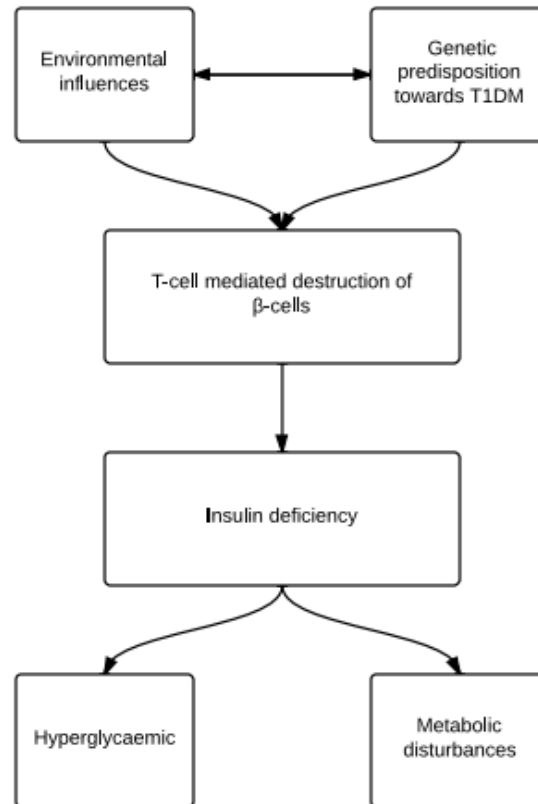 Environmental
influences
Genetic
predisposition
towards T1DM
T-cell mediated destruction of
β-cells
Insulin deficiency
Hyperglycaemic
Metabolic
disturbances